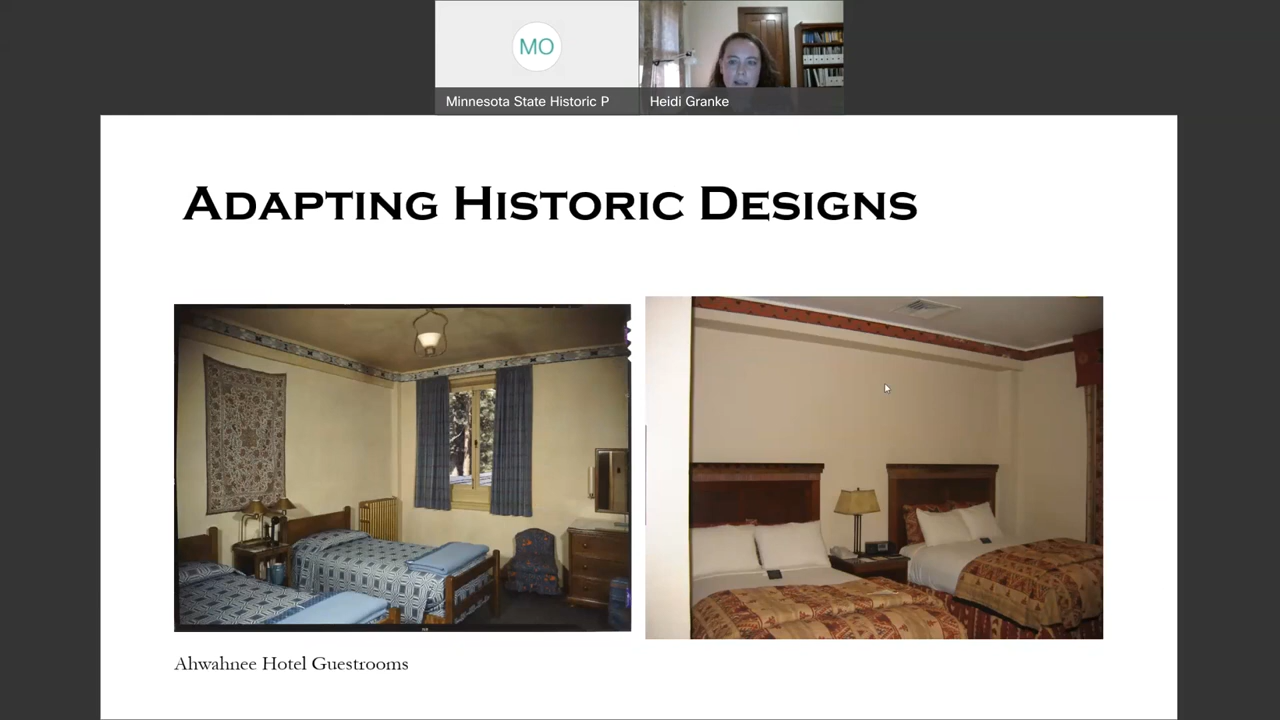 MO
Minnesota State Historic P
Heidi Granke
Adapting Historic Designs
Ahwahnee Hotel Guestrooms